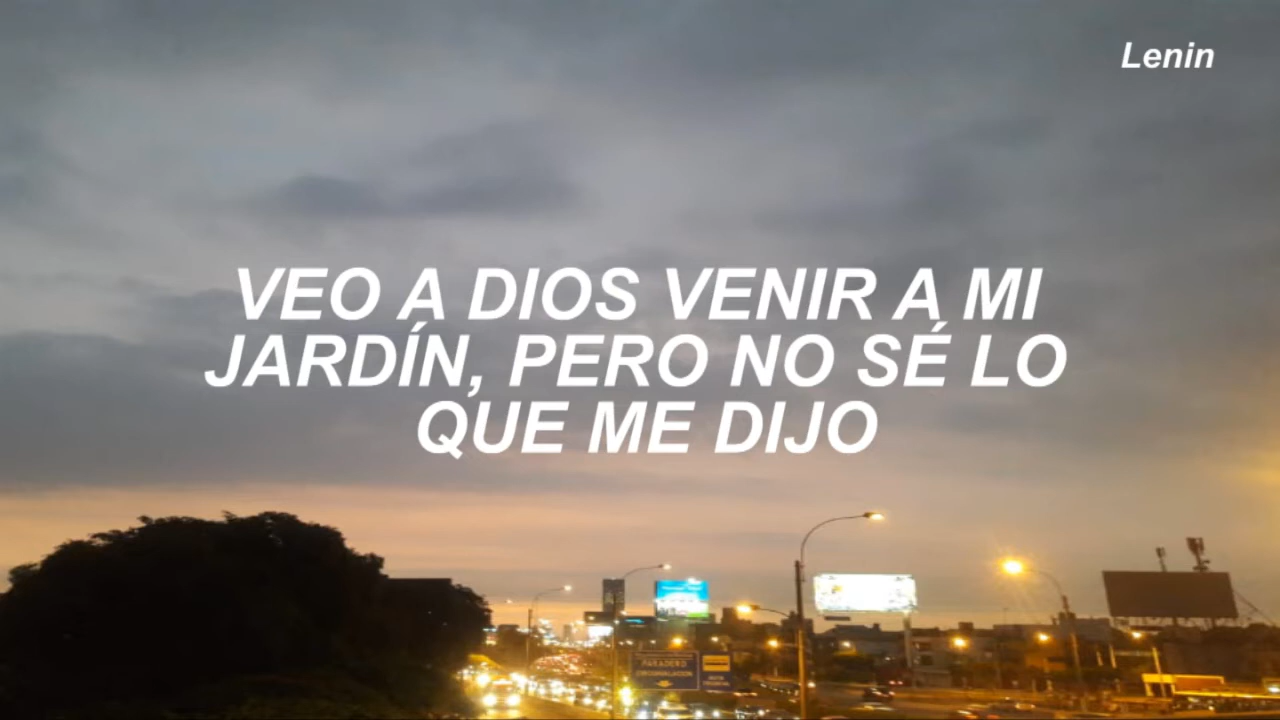 Lenin
VEO A DIOS VENIR A MI
JARDÍN, PERO NO SÉ LO
QUE ME DIJO
PARADERO